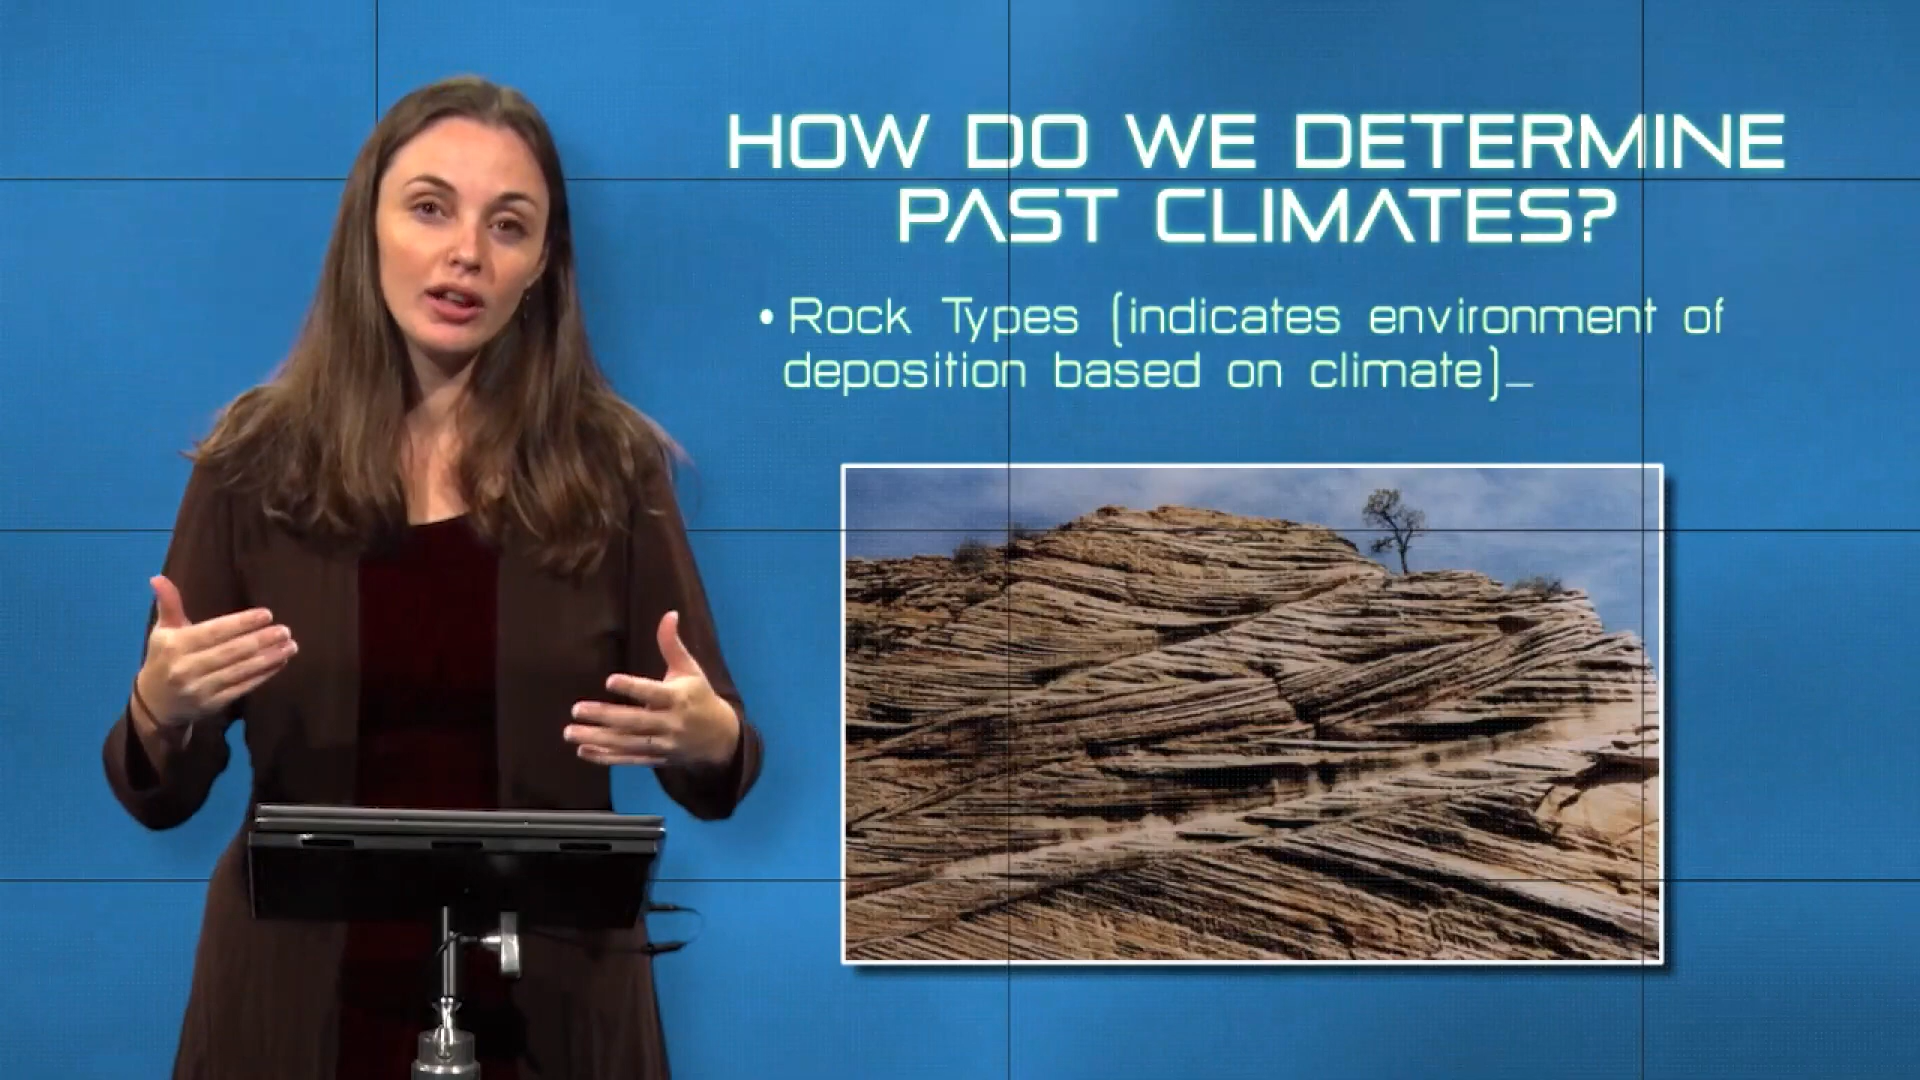 HOW DO WE DETERMINE
PAST CLIMATES?
• Rock Types (indicates environment of
deposition based on climate)_